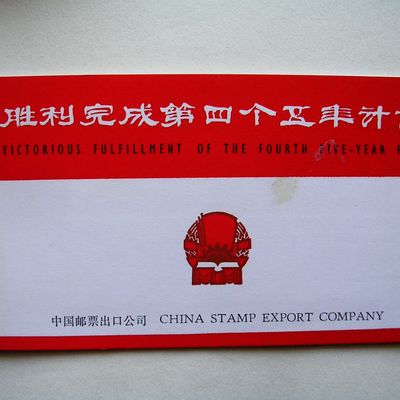 胜利完成第四个五年计
VICTORIOUS FULFILLMENT OF THE FOURTH FIVE-YEAR
中国邮票出口公司 CHINA STAMP EXPORT COMPANY